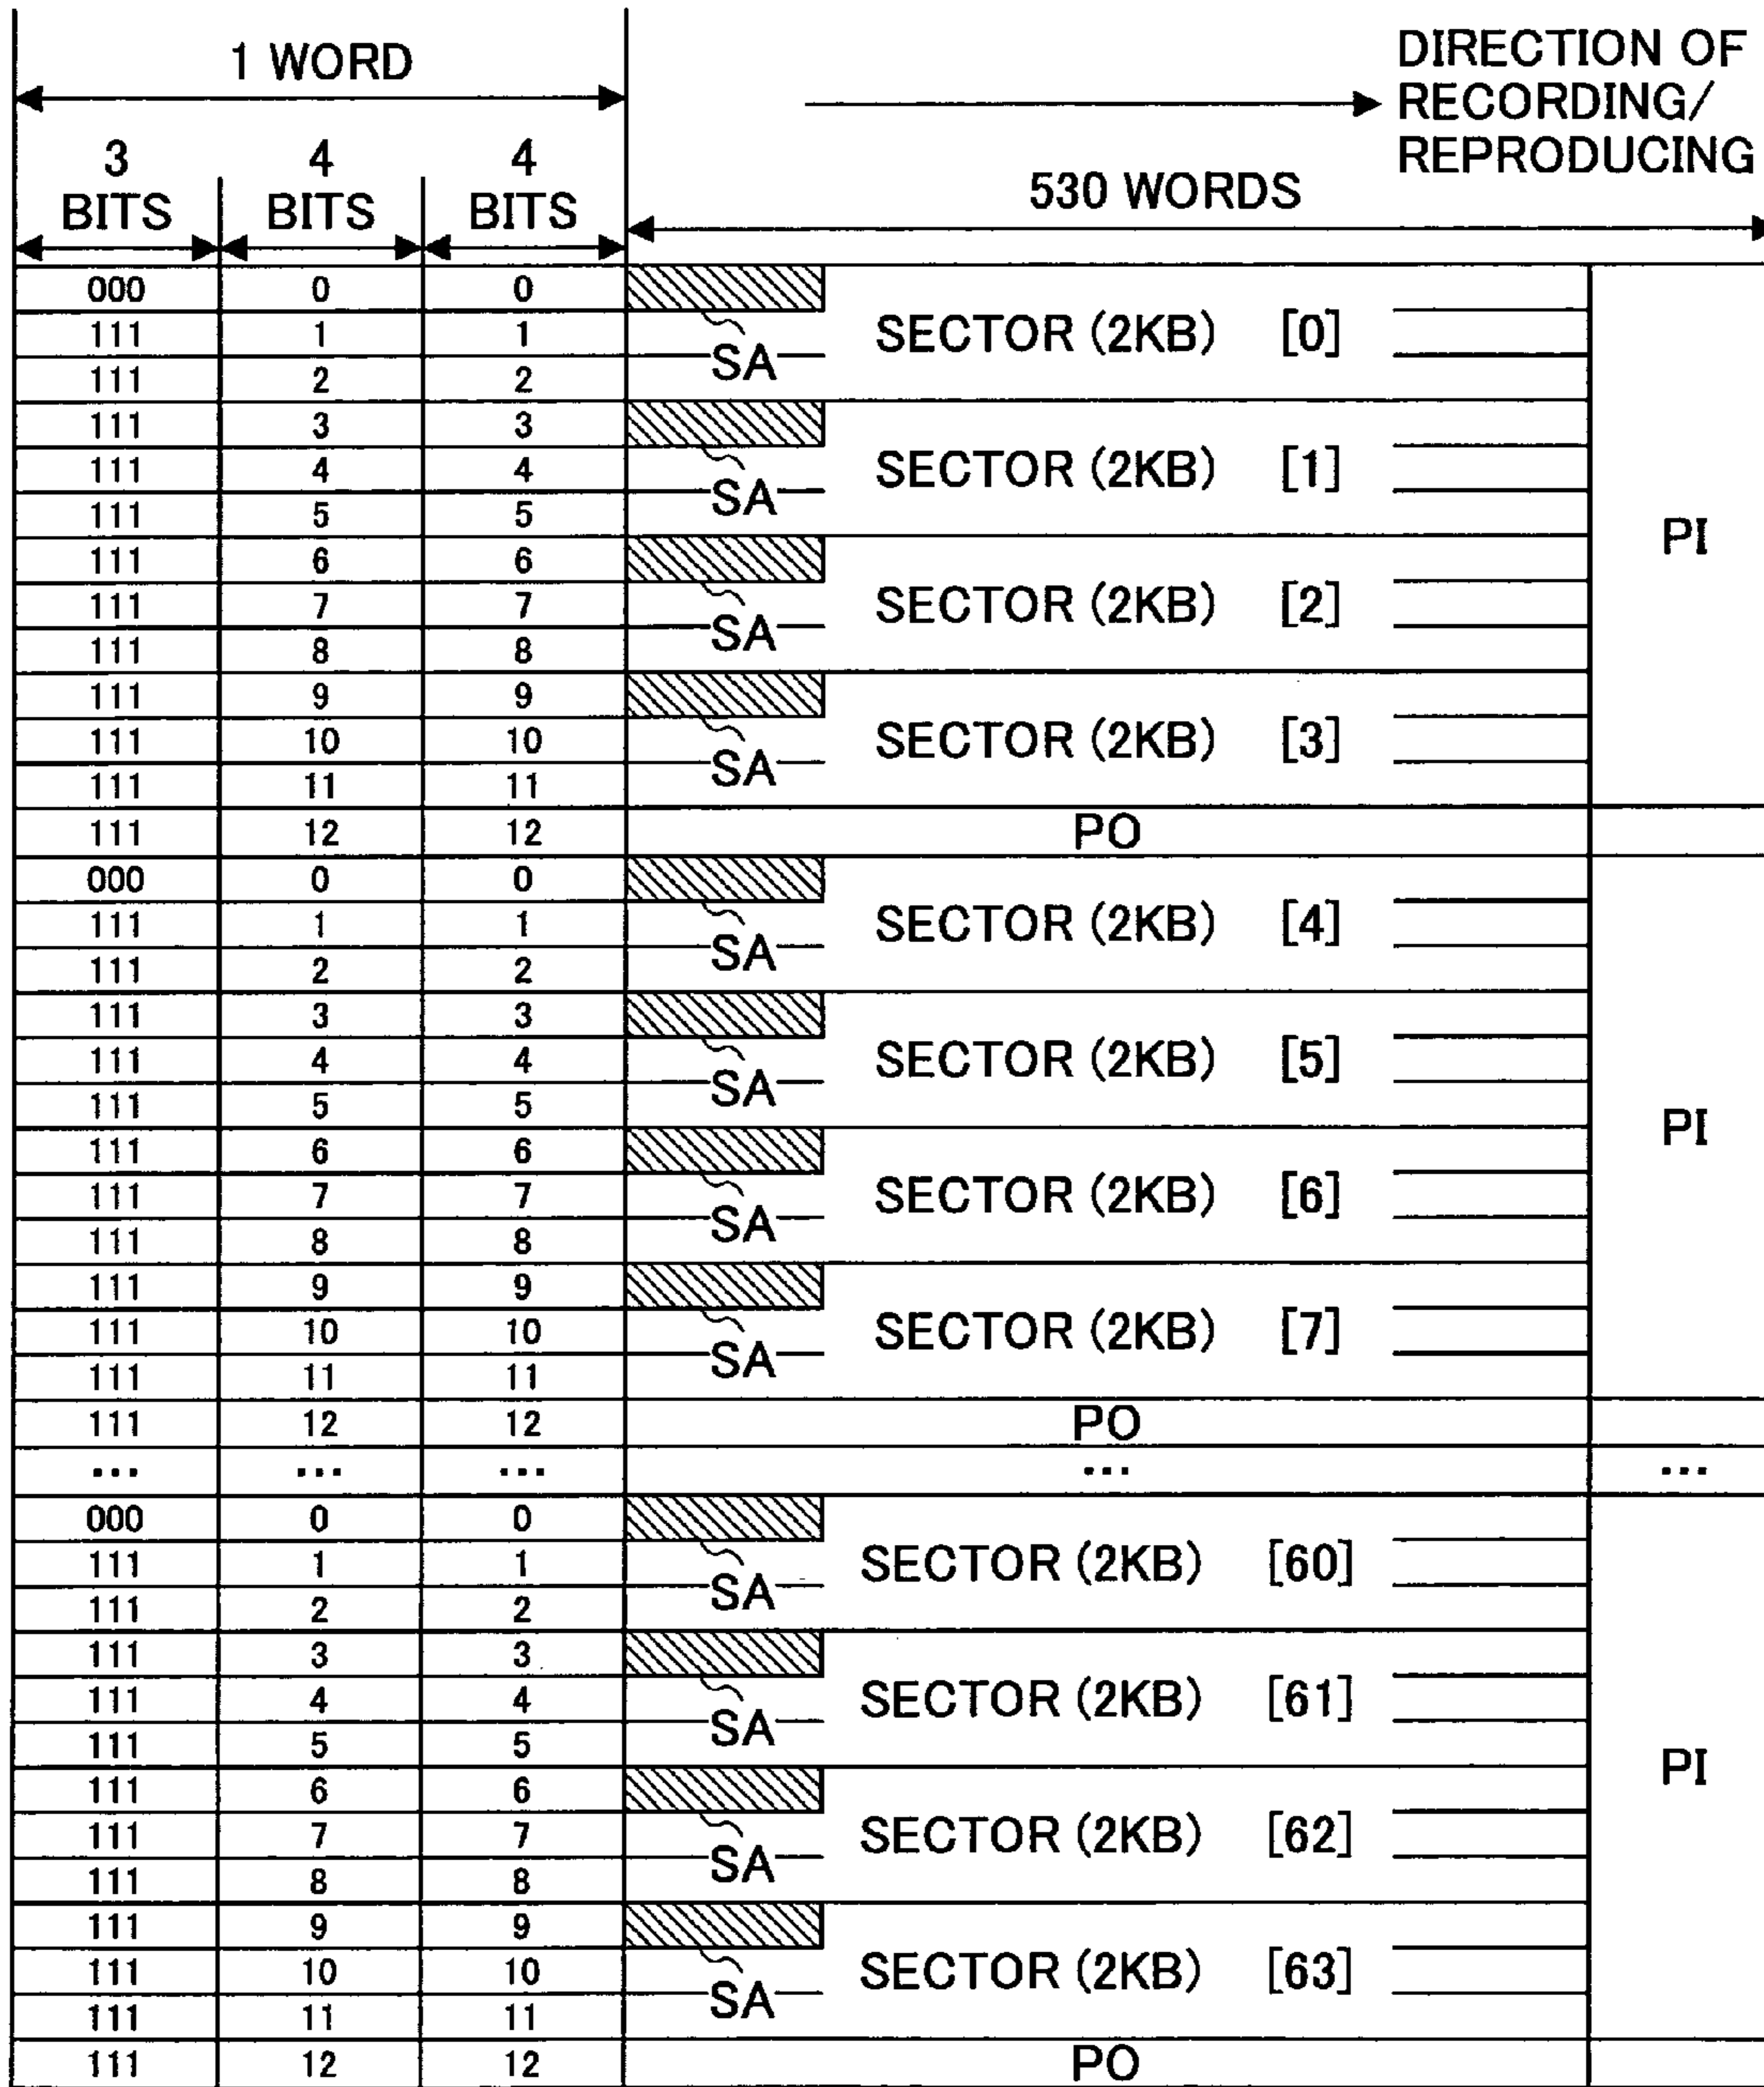 1 WORD
DIRECTION OF
RECORDING/
REPRODUCING
3 BITS 4 BITS 4 BITS
530 WORDS
000 0 0
111 1 1 SA SECTOR (2KB) [0]
111 2 2
111 3 3
111 4 4 SA SECTOR (2KB) [1]
111 5 5 PI
111 6 6
111 7 7 SA SECTOR (2KB) [2]
111 8 8
111 9 9
111 10 10 SA SECTOR (2KB) [3]
111 11 11
111 12 12 PO
000 0 0
111 1 1 SA SECTOR (2KB) [4]
111 2 2
111 3 3
111 4 4 SA SECTOR (2KB) [5]
111 5 5 PI
111 6 6
111 7 7 SA SECTOR (2KB) [6]
111 8 8
111 9 9
111 10 10 SA SECTOR (2KB) [7]
111 11 11
111 12 12 PO
... ... ... ... ...
000 0 0
111 1 1 SA SECTOR (2KB) [60]
111 2 2
111 3 3
111 4 4 SA SECTOR (2KB) [61]
111 5 5 PI
111 6 6
111 7 7 SA SECTOR (2KB) [62]
111 8 8
111 9 9
111 10 10 SA SECTOR (2KB) [63]
111 11 11
111 12 12 PO